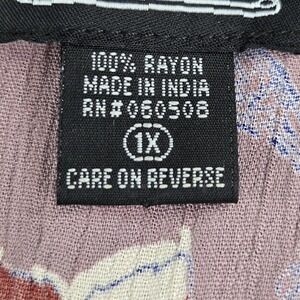 100% RAYON
MADE IN INDIA
RN#060508
1X
CARE ON REVERSE